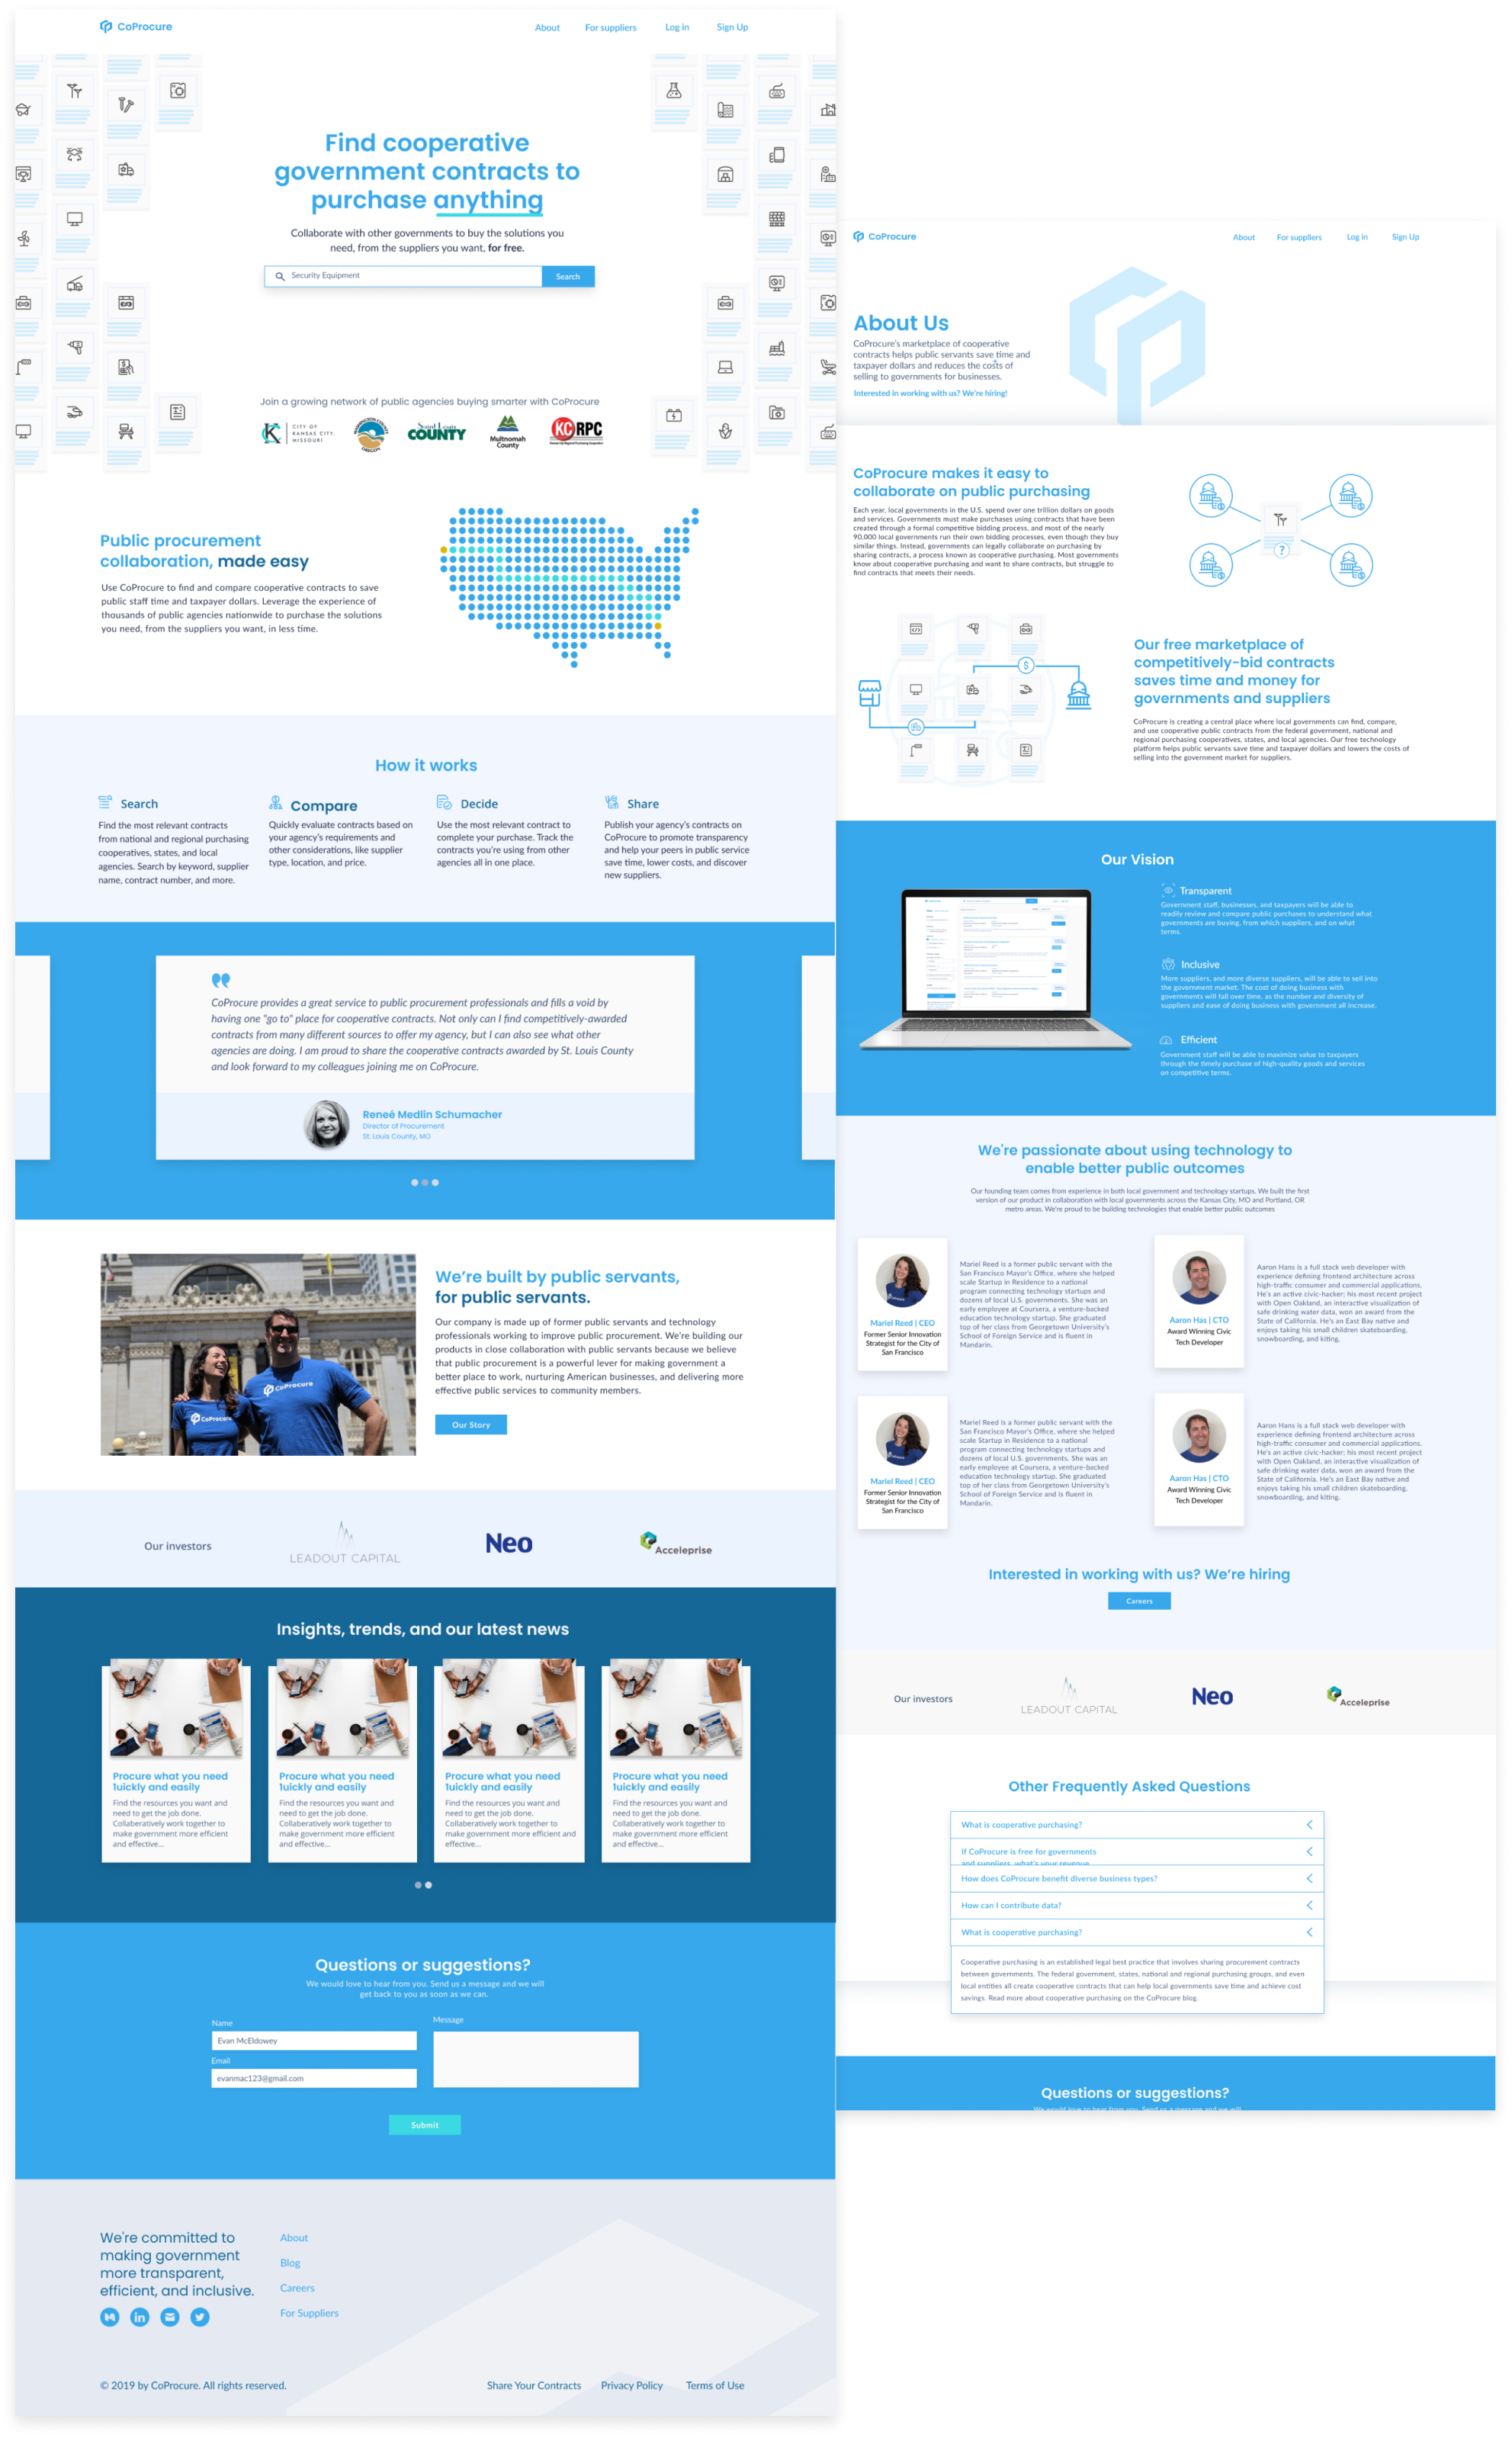 CoProcure
About
For suppliers
Log in
Sign Up
Find cooperative
government contracts to
purchase anything
Collaborate with other governments to buy the solutions you
need, from the suppliers you want, for free.
Security Equipment
Search
Join a growing network of public agencies buying smarter with CoProcure
K
CITY OF
KANSAS CITY,
MISSOURI
WASHINGTON COUNTY
OREGON
Saint Louis
COUNTY
Multnomah
County
KCRPC
Kansas City Regional Purchasing Cooperative
Public procurement
collaboration, made easy
Use CoProcure to find and compare cooperative contracts to save
public staff time and taxpayer dollars. Leverage the experience of
thousands of public agencies nationwide to purchase the solutions
you need, from the suppliers you want, in less time.
How it works
Search
Find the most relevant contracts
from national and regional purchasing
cooperatives, states, and local
agencies. Search by keyword, supplier
name, contract number, and more.
Compare
Quickly evaluate contracts based on
your agency's requirements and
other considerations, like supplier
type, location, and price.
Decide
Use the most relevant contract to
complete your purchase. Track the
contracts you're using from other
agencies all in one place.
Share
Publish your agency's contracts on
CoProcure to promote transparency
and help your peers in public service
save time, lower costs, and discover
new suppliers.
CoProcure provides a great service to public procurement professionals and fills a void by
having one "go to" place for cooperative contracts. Not only can I find competitively-awarded
contracts from many different sources to offer my agency, but I can also see what other
agencies are doing. I am proud to share the cooperative contracts awarded by St. Louis County
and look forward to my colleagues joining me on CoProcure.
Reneé Medlin Schumacher
Director of Procurement
St. Louis County, MO
CoProcure
CoProcure
We're built by public servants,
for public servants.
Our company is made up of former public servants and technology
professionals working to improve public procurement. We're building our
products in close collaboration with public servants because we believe
that public procurement is a powerful lever for making government a
better place to work, nurturing American businesses, and delivering more
effective public services to community members.
Our Story
Our investors
LEADOUT CAPITAL
Neo
Acceleprise
Insights, trends, and our latest news
Procure what you need
1uickly and easily
Find the resources you want and
need to get the job done.
Collaberatively work together to
make government more efficient
and effective...
Procure what you need
1uickly and easily
Find the resources you want and
need to get the job done.
Collaberatively work together to
make government more efficient
and effective...
Procure what you need
1uickly and easily
Find the resources you want and
need to get the job done.
Collaberatively work together to
make government more efficient and
effective...
Procure what you need
1uickly and easily
Find the resources you want and
need to get the job done.
Collaberatively work together to
make government more efficient
and effective...
Questions or suggestions?
We would love to hear from you. Send us a message and we will
get back to you as soon as we can.
Name
Evan McEldowey
Email
evanmac123@gmail.com
Message
Submit
We're committed to
making government
more transparent,
efficient, and inclusive.
in
About
Blog
Careers
For Suppliers
© 2019 by CoProcure. All rights reserved.
Share Your Contracts
Privacy Policy
Terms of Use
CoProcure
About
For suppliers
Log in
Sign Up
About Us
CoProcure's marketplace of cooperative
contracts helps public servants save time and
taxpayer dollars and reduces the costs of
selling to governments for businesses.
Interested in working with us? We're hiring!
CoProcure makes it easy to
collaborate on public purchasing
Each year, local governments in the U.S. spend over one trillion dollars on goods
and services. Governments must make purchases using contracts that have been
created through a formal competitive bidding process, and most of the nearly
90,000 local governments run their own bidding processes, even though they buy
similar things. Instead, governments can legally collaborate on purchasing by
sharing contracts, a process known as cooperative purchasing. Most governments
know about cooperative purchasing and want to share contracts, but struggle to
find contracts that meets their needs.
?
$
Our free marketplace of
competitively-bid contracts
saves time and money for
governments and suppliers
CoProcure is creating a central place where local governments can find, compare,
and use cooperative public contracts from the federal government, national and
regional purchasing cooperatives, states, and local agencies. Our free technology
platform helps public servants save time and taxpayer dollars and lowers the costs of
selling into the government market for suppliers.
Our Vision
Transparent
Government staff, businesses, and taxpayers will be able to
readily review and compare public purchases to understand what
governments are buying, from which suppliers, and on what
terms.
Inclusive
More suppliers, and more diverse suppliers, will be able to sell into
the government market. The cost of doing business with
governments will fall over time, as the number and diversity of
suppliers and ease of doing business with government all increase.
Efficient
Government staff will be able to maximize value to taxpayers
through the timely purchase of high-quality goods and services
on competitive terms.
We're passionate about using technology to
enable better public outcomes
Our founding team comes from experience in both local government and technology startups. We built the first
version of our product in collaboration with local governments across the Kansas City, MO and Portland, OR
metro areas. We're proud to be building technologies that enable better public outcomes
Mariel Reed | CEO
Former Senior Innovation
Strategist for the City of
San Francisco
Mariel Reed is a former public servant with the
San Francisco Mayor's Office, where she helped
scale Startup in Residence to a national
program connecting technology startups and
dozens of local U.S. governments. She was an
early employee at Coursera, a venture-backed
education technology startup. She graduated
top of her class from Georgetown University's
School of Foreign Service and is fluent in
Mandarin.
Aaron Has | CTO
Award Winning Civic
Tech Developer
Aaron Hans is a full stack web developer with
experience defining frontend architecture across
high-traffic consumer and commercial applications.
He's an active civic-hacker; his most recent project
with Open Oakland, an interactive visualization of
safe drinking water data, won an award from the
State of California. He's an East Bay native and
enjoys taking his small children skateboarding,
snowboarding, and kiting.
Mariel Reed | CEO
Former Senior Innovation
Strategist for the City of
San Francisco
Mariel Reed is a former public servant with the
San Francisco Mayor's Office, where she helped
scale Startup in Residence to a national
program connecting technology startups and
dozens of local U.S. governments. She was an
early employee at Coursera, a venture-backed
education technology startup. She graduated
top of her class from Georgetown University's
School of Foreign Service and is fluent in
Mandarin.
Aaron Has | CTO
Award Winning Civic
Tech Developer
Aaron Hans is a full stack web developer with
experience defining frontend architecture across
high-traffic consumer and commercial applications.
He's an active civic-hacker; his most recent project
with Open Oakland, an interactive visualization of
safe drinking water data, won an award from the
State of California. He's an East Bay native and
enjoys taking his small children skateboarding,
snowboarding, and kiting.
Interested in working with us? We're hiring
Careers
Our investors
LEADOUT CAPITAL
Neo
Acceleprise
Other Frequently Asked Questions
What is cooperative purchasing?
If CoProcure is free for governments
and suppliers, what's your revenue
How does CoProcure benefit diverse business types?
How can I contribute data?
What is cooperative purchasing?
Cooperative purchasing is an established legal best practice that involves sharing procurement contracts
between governments. The federal government, states, national and regional purchasing groups, and even
local entities all create cooperative contracts that can help local governments save time and achieve cost
savings. Read more about cooperative purchasing on the CoProcure blog.
Questions or suggestions?
We would love to hear from you. Send us a message and we will